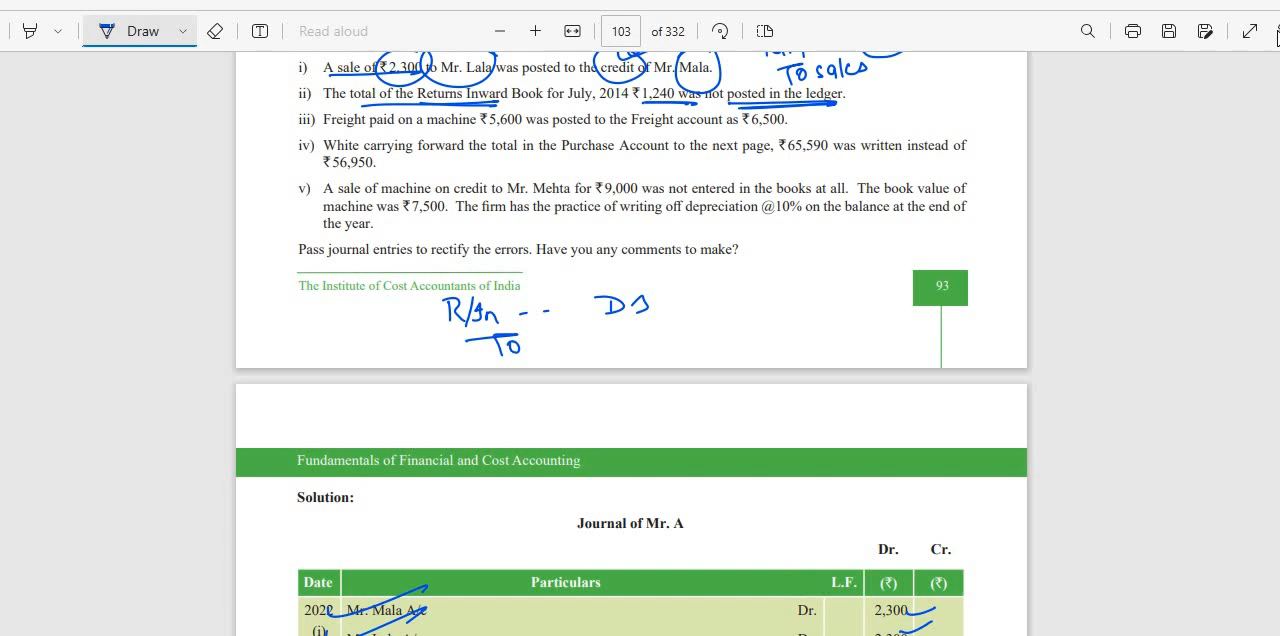 Draw
Read aloud
103 of 332
i) A sale of ₹2,300 to Mr. Lala was posted to the credit of Mr. Mala.
To sales
ii) The total of the Returns Inward Book for July, 2014 ₹1,240 was not posted in the ledger.
iii) Freight paid on a machine ₹5,600 was posted to the Freight account as ₹6,500.
iv) White carrying forward the total in the Purchase Account to the next page, ₹65,590 was written instead of
₹56,950.
v) A sale of machine on credit to Mr. Mehta for ₹9,000 was not entered in the books at all. The book value of
machine was ₹7,500. The firm has the practice of writing off depreciation @10% on the balance at the end of
the year.
Pass journal entries to rectify the errors. Have you any comments to make?
The Institute of Cost Accountants of India
93
R/In - - Ds
To
Fundamentals of Financial and Cost Accounting
Solution:
Journal of Mr. A
Dr. Cr.
Date Particulars L.F. (₹) (₹)
2022 Mr. Mala A/c Dr. 2,300
(i)